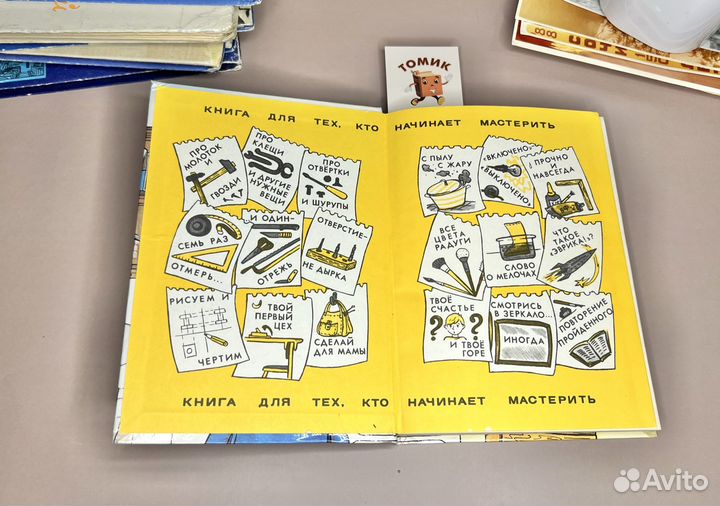 ТОМИК
КНИГА ДЛЯ ТЕХ, КТО НАЧИНАЕТ МАСТЕРИТЬ
ПРО
МОЛОТОК
И
ГВОЗДИ
ПРО
КЛЕЩИ
И ДРУГИЕ
НУЖНЫЕ
ВЕЩИ
ПРО
ОТВЕРТКИ
И ШУРУПЫ
СЕМЬ РАЗ
ОТМЕРЬ...
И ОДИН-
ОТРЕЖЬ
ОТВЕРСТИЕ-
НЕ ДЫРКА
РИСУЕМ И
ЧЕРТИМ
ТВОЙ
ПЕРВЫЙ
ЦЕХ
СДЕЛАЙ
ДЛЯ МАМЫ
С ПЫЛУ
С ЖАРУ
«ВКЛЮЧЕНО»-
«ВЫКЛЮЧЕНО»
ПРОЧНО
И
НАВСЕГДА
ВСЕ
ЦВЕТА
РАДУГИ
СЛОВО
О МЕЛОЧАХ
ЧТО
ТАКОЕ
«ЭВРИКА!»?
ТВОЁ
СЧАСТЬЕ
? ?
И ТВОЁ
ГОРЕ
СМОТРИСЬ
В ЗЕРКАЛО...
ИНОГДА
ПОВТОРЕНИЕ
ПРОЙДЕННОГО
КНИГА ДЛЯ ТЕХ, КТО НАЧИНАЕТ МАСТЕРИТЬ
Avito